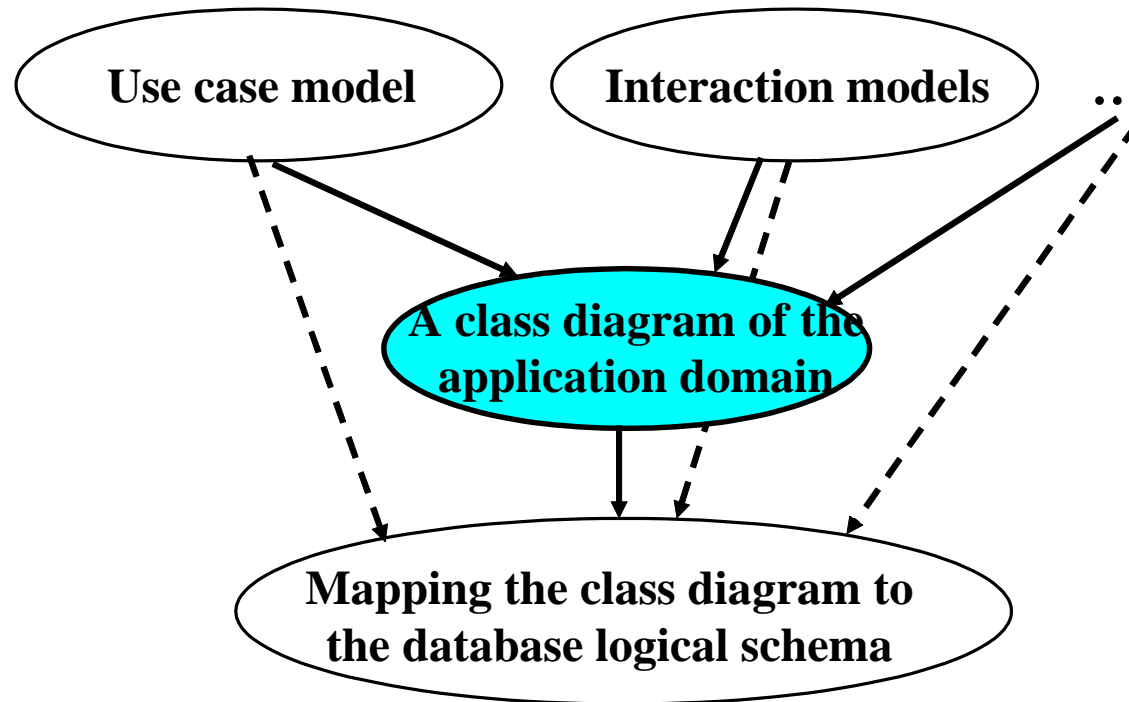 Use case model
Interaction models
..
A class diagram of the
application domain
Mapping the class diagram to
the database logical schema